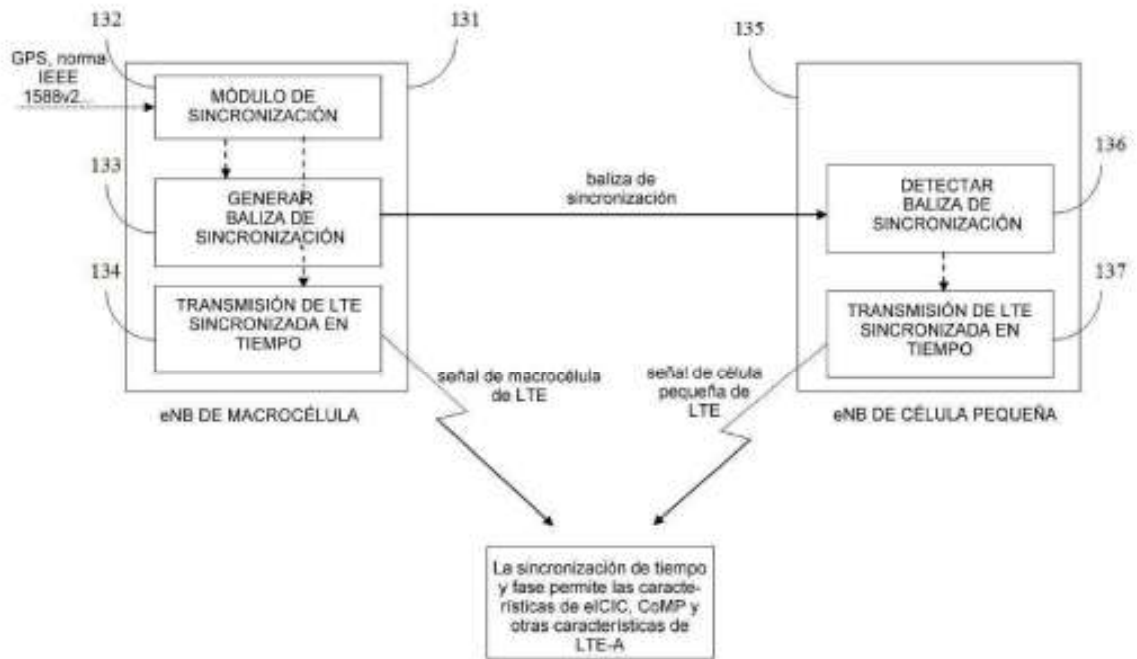 132
131
135
GPS, norma
IEEE
1588v2...
MÓDULO DE
SINCRONIZACIÓN
133
136
GENERAR
BALIZA DE
SINCRONIZACIÓN
baliza de
sincronización
DETECTAR
BALIZA DE
SINCRONIZACIÓN
134
137
TRANSMISIÓN DE LTE
SINCRONIZADA EN
TIEMPO
TRANSMISIÓN DE LTE
SINCRONIZADA EN
TIEMPO
señal de macrocélula
de LTE
señal de célula
pequeña de
LTE
eNB DE MACROCÉLULA
eNB DE CÉLULA PEQUEÑA
La sincronización de tiempo
y fase permite las caracte-
rísticas de eICIC, CoMP y
otras características de
LTE-A